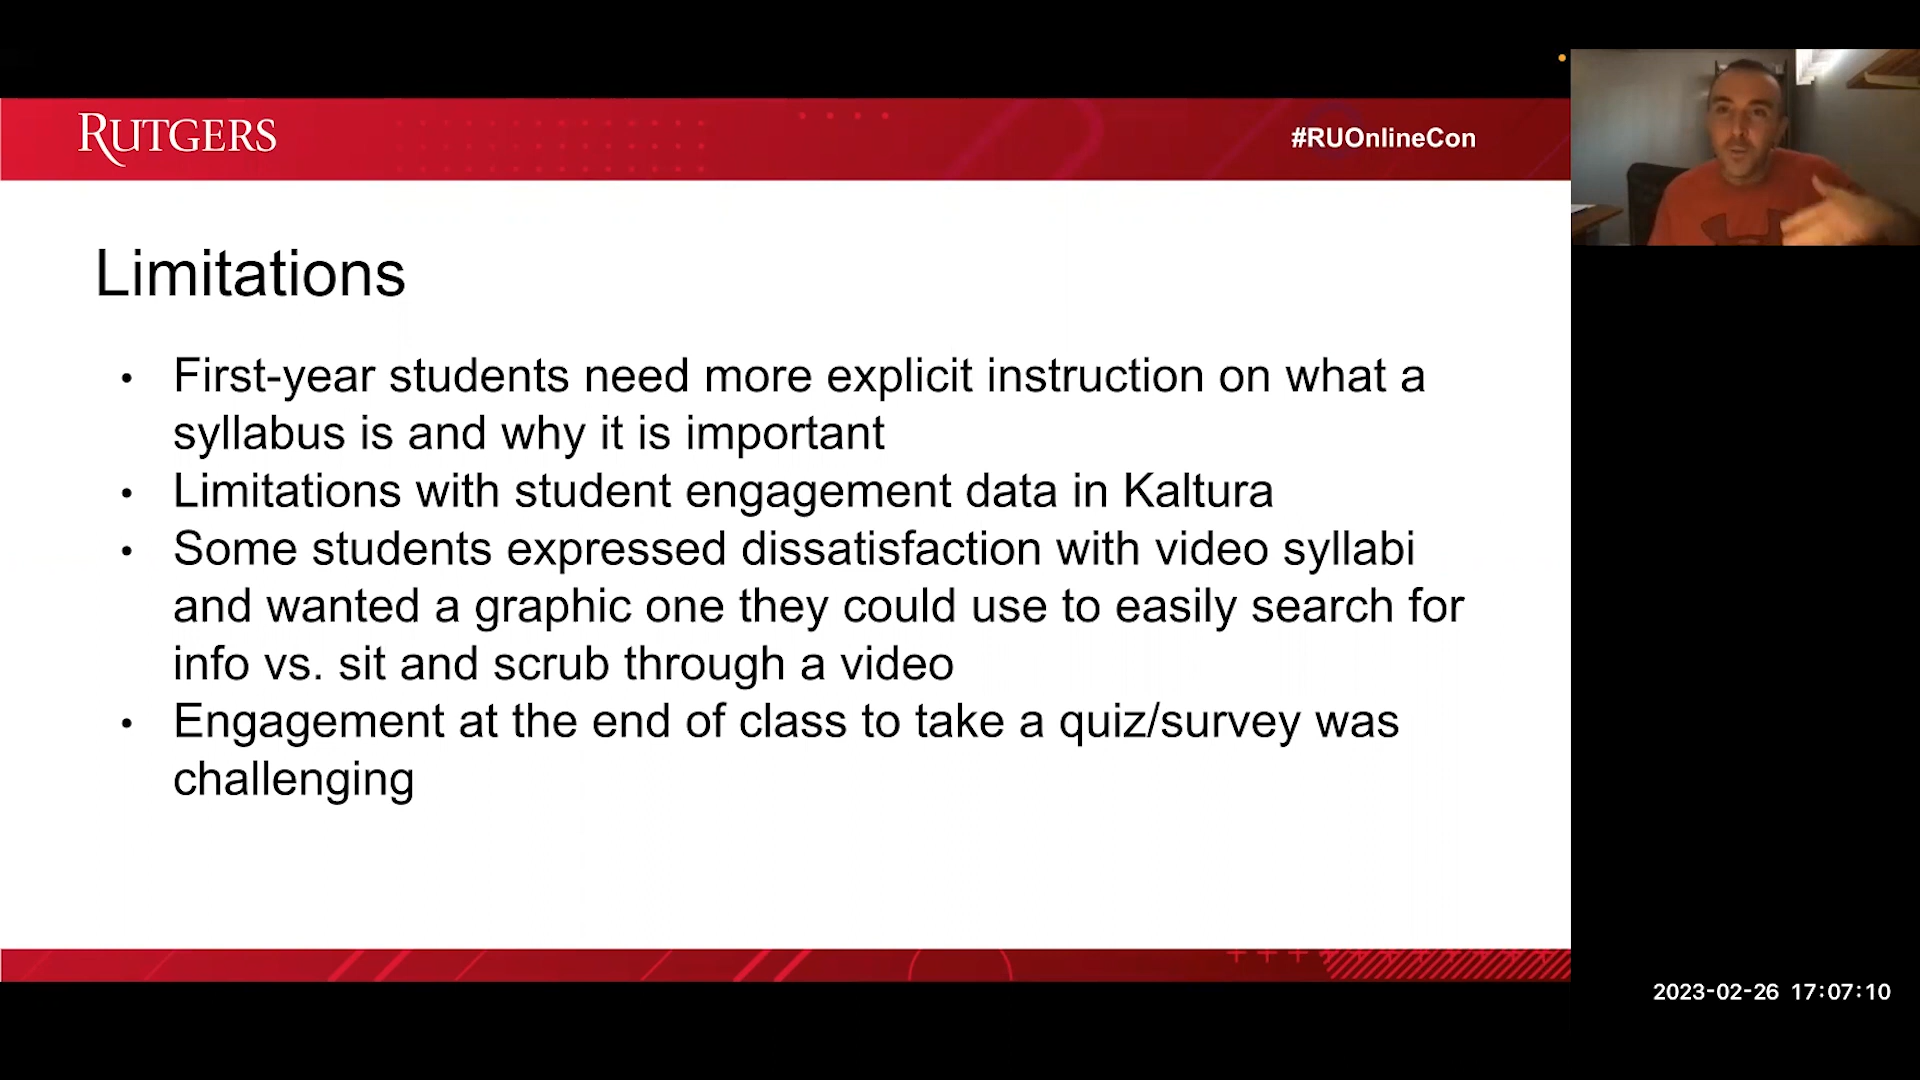 RUTGERS
#RUOnlineCon
Limitations
• First-year students need more explicit instruction on what a
syllabus is and why it is important
• Limitations with student engagement data in Kaltura
• Some students expressed dissatisfaction with video syllabi
and wanted a graphic one they could use to easily search for
info vs. sit and scrub through a video
• Engagement at the end of class to take a quiz/survey was
challenging
2023-02-26 17:07:10